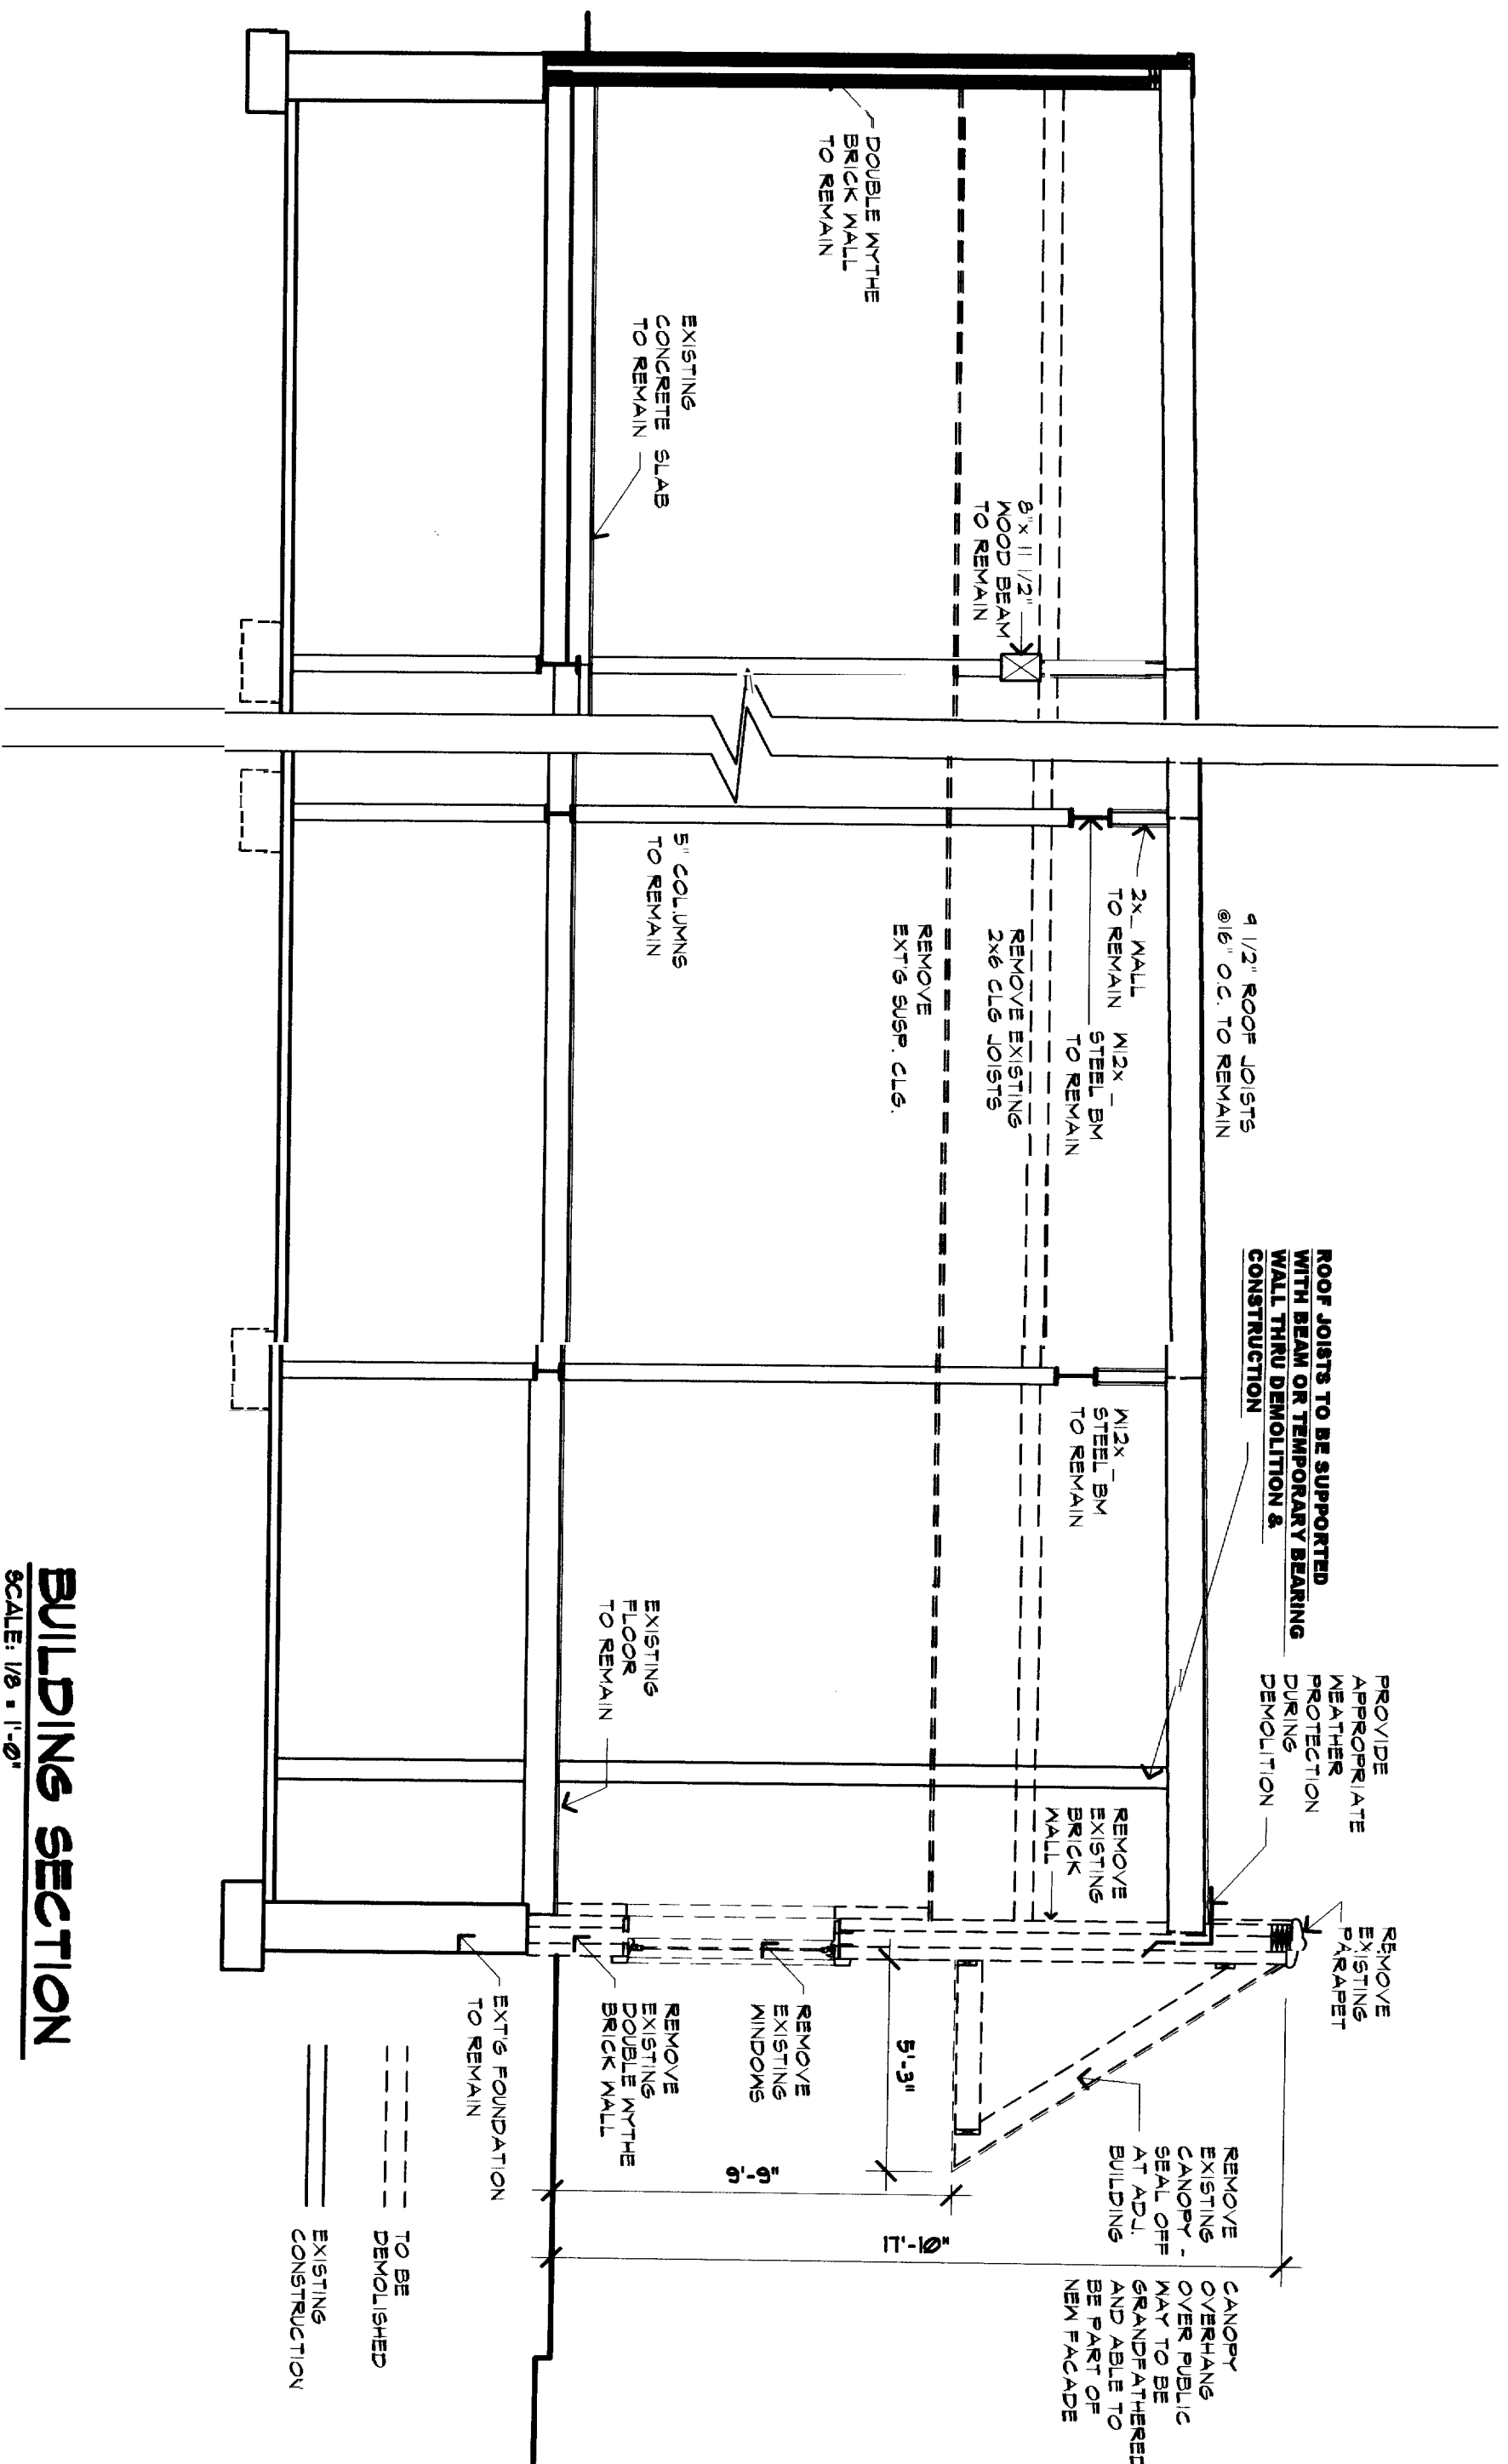 9 1/2" ROOF JOISTS
@16" O.C. TO REMAIN
ROOF JOISTS TO BE SUPPORTED
WITH BEAM OR TEMPORARY BEARING
WALL THRU DEMOLITION &
CONSTRUCTION
PROVIDE
APPROPRIATE
WEATHER
PROTECTION
DURING
DEMOLITION
REMOVE
EXISTING
PARAPET
DOUBLE WYTHE
BRICK WALL
TO REMAIN
8" x 11 1/2"
WOOD BEAM
TO REMAIN
EXISTING
CONCRETE SLAB
TO REMAIN
2x_ WALL
TO REMAIN
W12x_
STEEL BM
TO REMAIN
REMOVE EXISTING
2x6 CLG JOISTS
REMOVE
EXT'G SUSP. CLG.
5" COLUMNS
TO REMAIN
W12x_
STEEL BM
TO REMAIN
EXISTING
FLOOR
TO REMAIN
REMOVE
EXISTING
BRICK
WALL
REMOVE
EXISTING
CANOPY -
SEAL OFF
AT ADJ.
BUILDING
CANOPY
OVERHANG
OVER PUBLIC
WAY TO BE
GRANDFATHERED
AND ABLE TO
BE PART OF
NEW FACADE
5'-3"
9'-9"
17'-10"
REMOVE
EXISTING
WINDOWS
REMOVE
EXISTING
DOUBLE WYTHE
BRICK WALL
EXT'G FOUNDATION
TO REMAIN
TO BE
DEMOLISHED
EXISTING
CONSTRUCTION
BUILDING SECTION
SCALE: 1/8 = 1'-0"